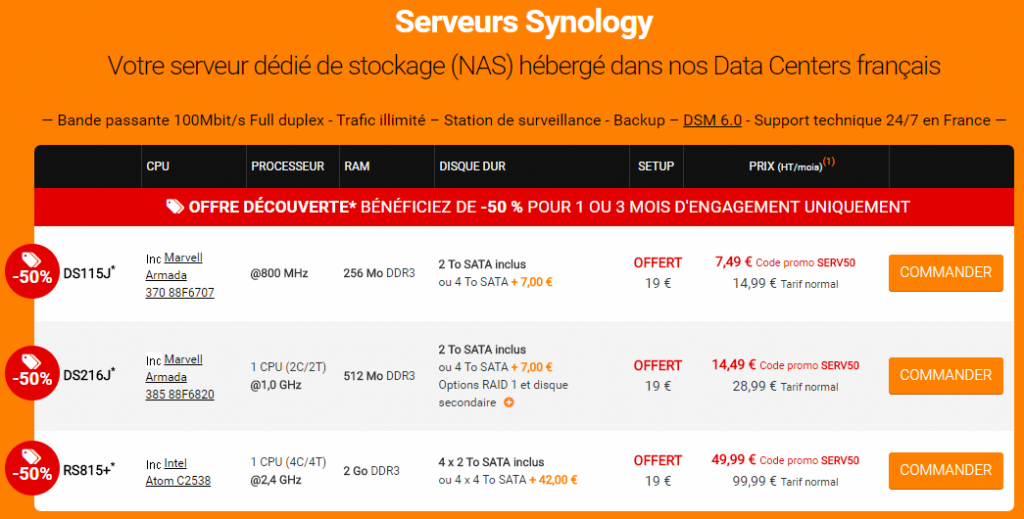 Serveurs Synology
Votre serveur dédié de stockage (NAS) hébergé dans nos Data Centers français
— Bande passante 100Mbit/s Full duplex - Trafic illimité – Station de surveillance - Backup – DSM 6.0 - Support technique 24/7 en France —
CPU PROCESSEUR RAM DISQUE DUR SETUP PRIX (HT/mois)(1)
OFFRE DÉCOUVERTE* BÉNÉFICIEZ DE -50 % POUR 1 OU 3 MOIS D'ENGAGEMENT UNIQUEMENT
-50%
DS115J*
Inc Marvell
Armada
370 88F6707
@800 MHz
256 Mo DDR3
2 To SATA inclus
ou 4 To SATA + 7,00 €
OFFERT
19 €
7,49 € Code promo SERV50
14,99 € Tarif normal
COMMANDER
-50%
DS216J*
Inc Marvell
Armada
385 88F6820
1 CPU (2C/2T)
@1,0 GHz
512 Mo DDR3
2 To SATA inclus
ou 4 To SATA + 7,00 €
Options RAID 1 et disque
secondaire
OFFERT
19 €
14,49 € Code promo SERV50
28,99 € Tarif normal
COMMANDER
-50%
RS815+*
Inc Intel
Atom C2538
1 CPU (4C/4T)
@2,4 GHz
2 Go DDR3
4 x 2 To SATA inclus
ou 4 x 4 To SATA + 42,00 €
OFFERT
19 €
49,99 € Code promo SERV50
99,99 € Tarif normal
COMMANDER